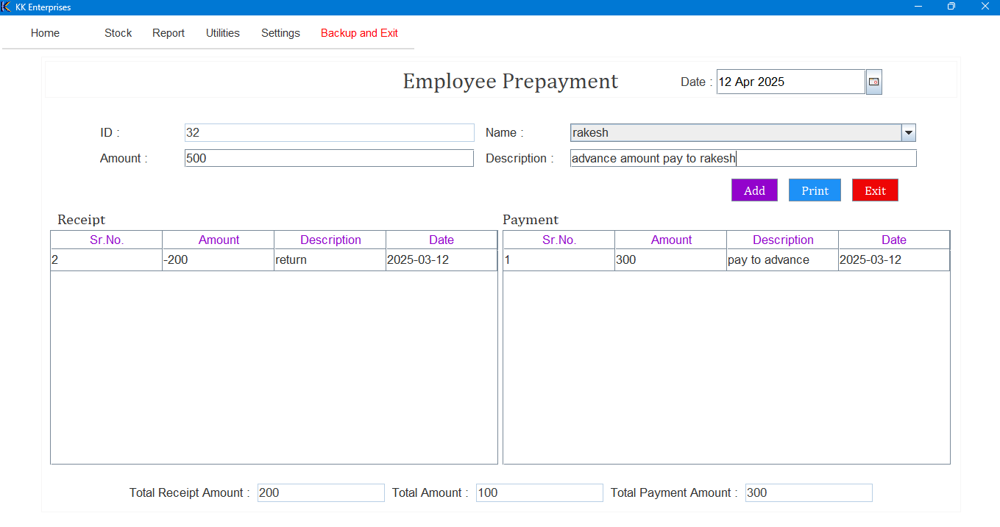 KK Enterprises
Home Stock Report Utilities Settings Backup and Exit
Employee Prepayment Date : 12 Apr 2025
ID : 32 Name : rakesh
Amount : 500 Description : advance amount pay to rakesh
Add Print Exit
Receipt Payment
Sr.No. Amount Description Date Sr.No. Amount Description Date
2 -200 return 2025-03-12 1 300 pay to advance 2025-03-12
Total Receipt Amount : 200 Total Amount : 100 Total Payment Amount : 300